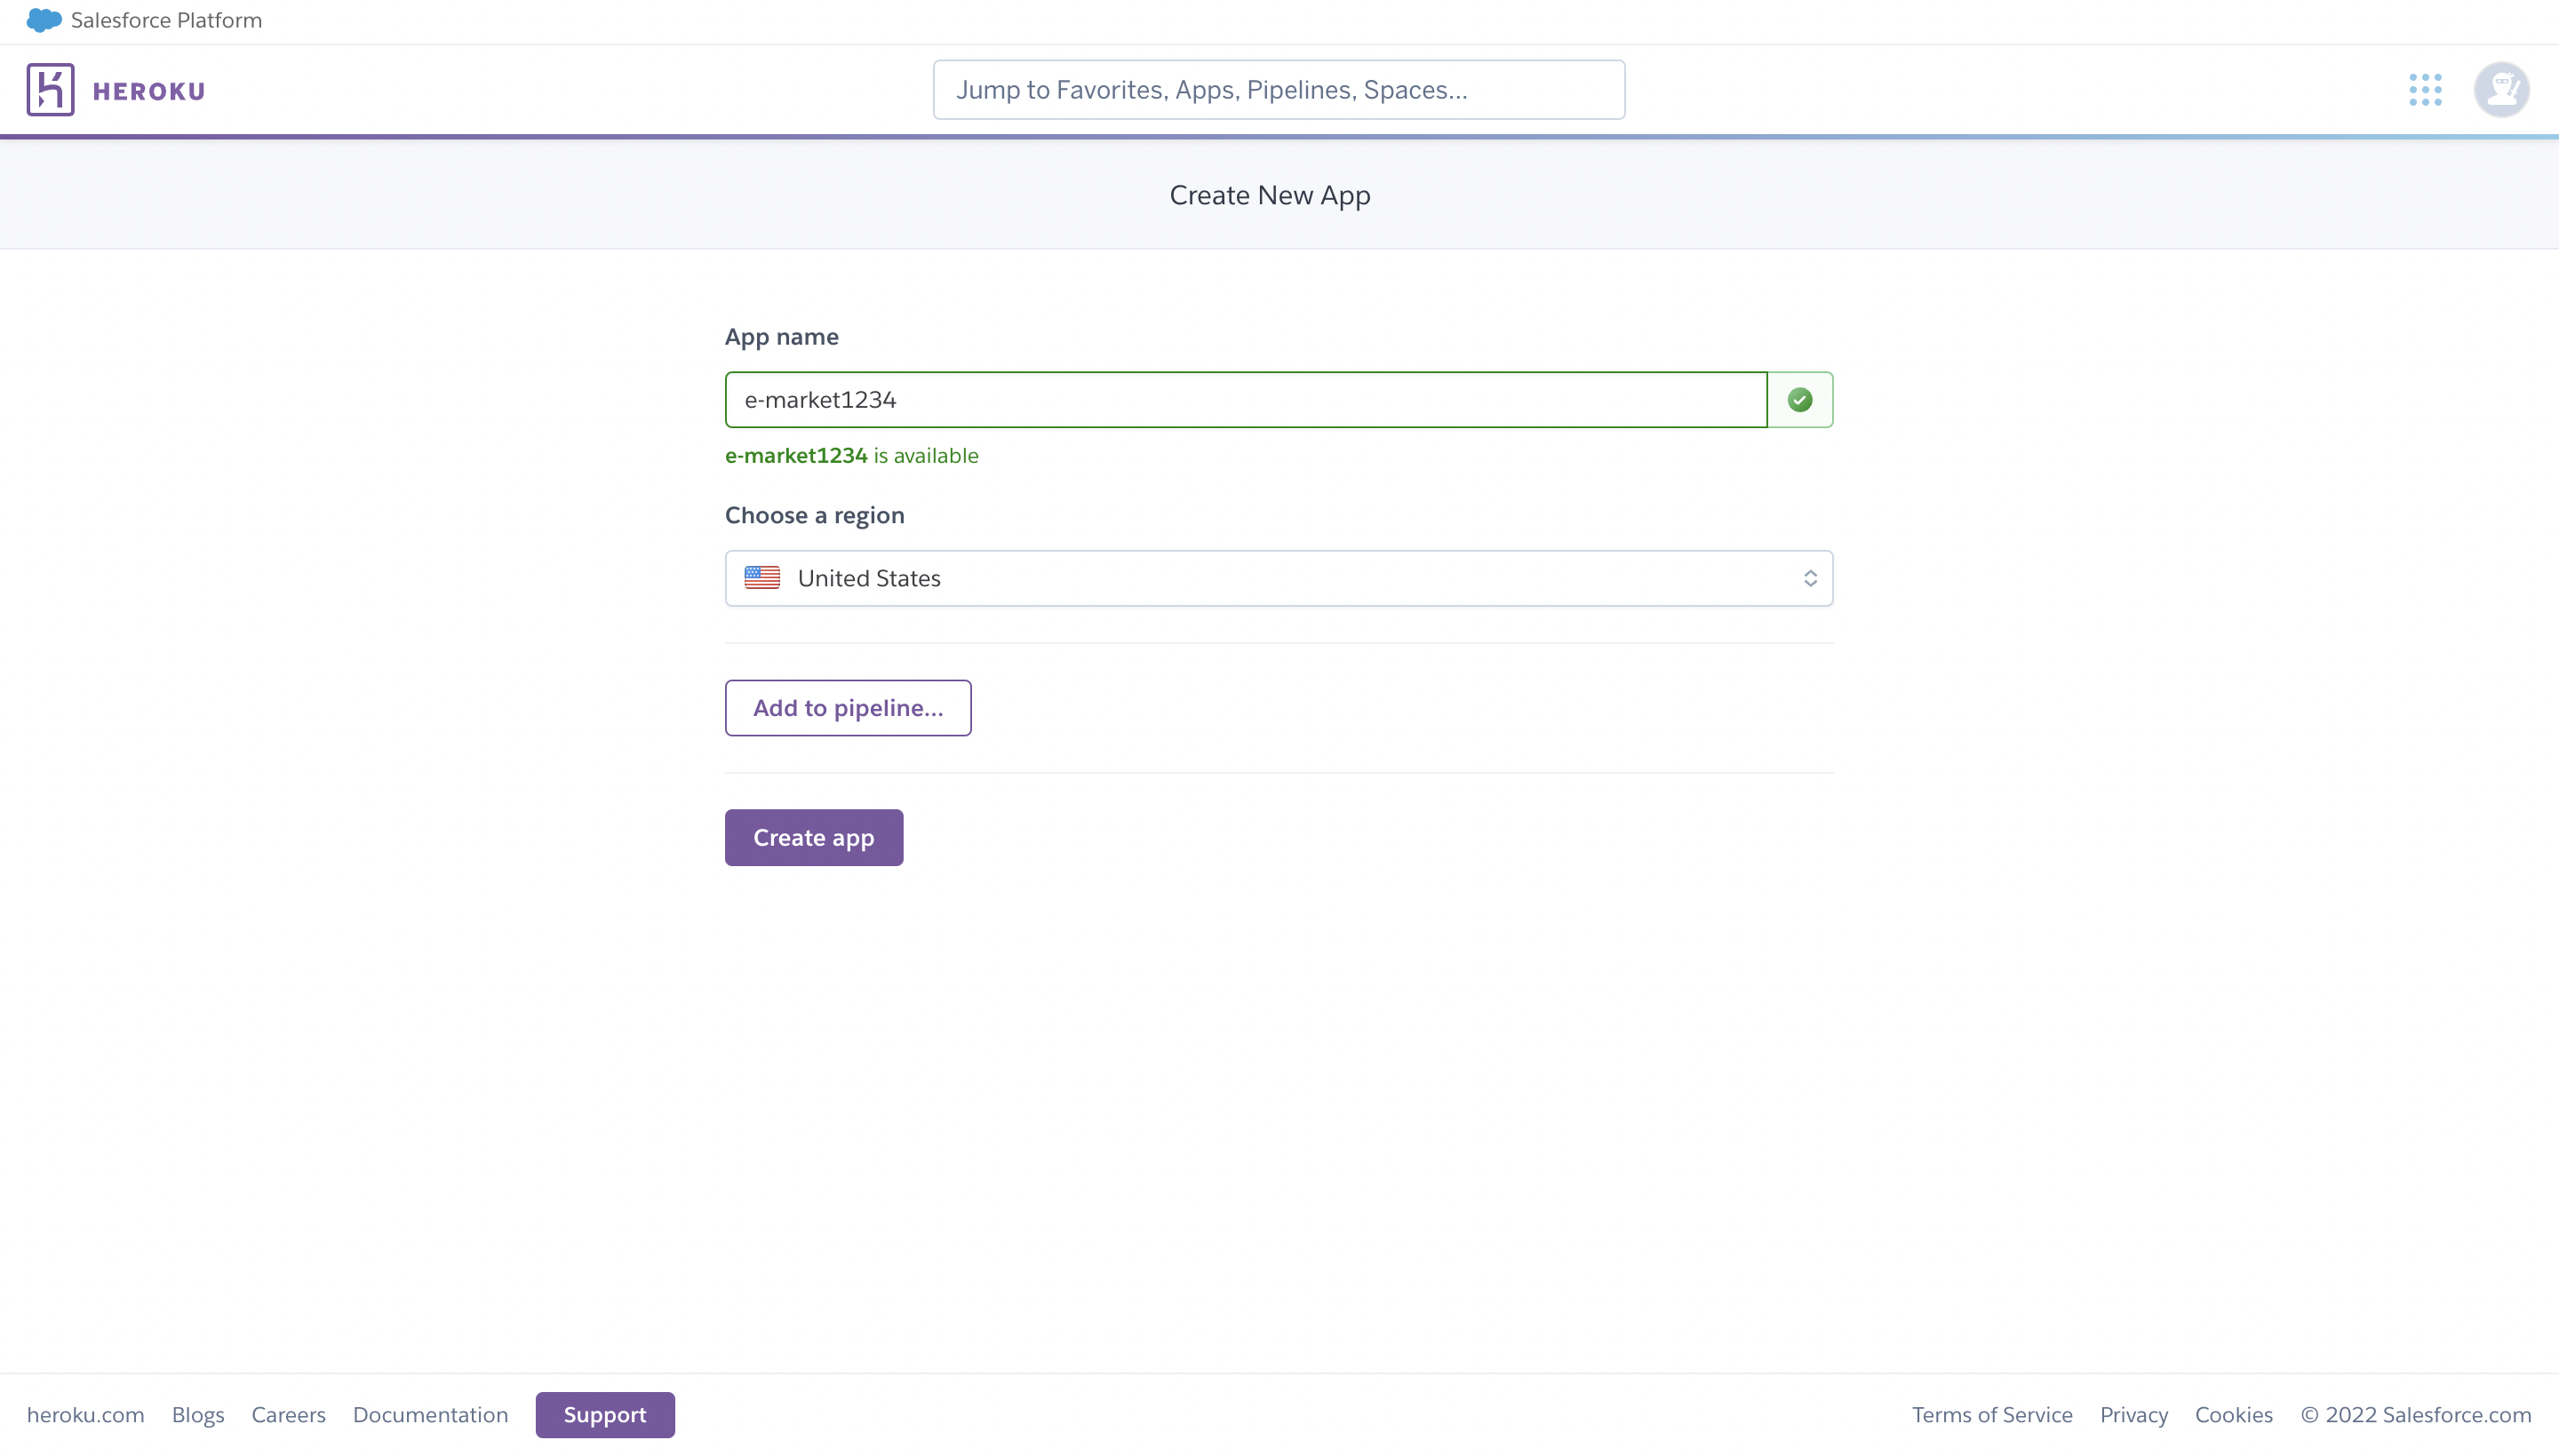 Salesforce Platform
HEROKU
Jump to Favorites, Apps, Pipelines, Spaces...
Create New App
App name
e-market1234
e-market1234 is available
Choose a region
United States
Add to pipeline...
Create app
heroku.com Blogs Careers Documentation Support Terms of Service Privacy Cookies © 2022 Salesforce.com